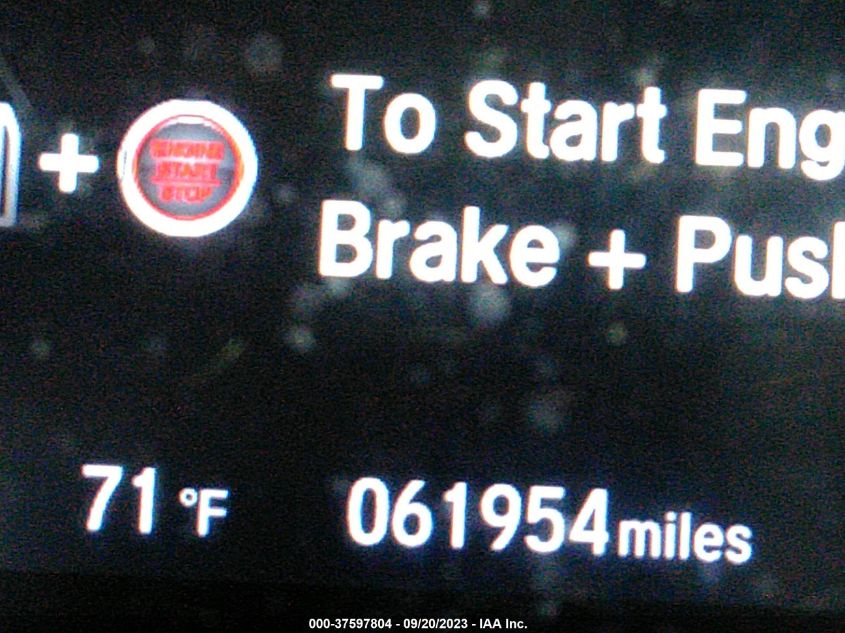 To Start Eng
ENGINE
START
STOP
Brake + Pus
71 °F
061954 miles
000-37597804 - 09/20/2023 - IAA Inc.